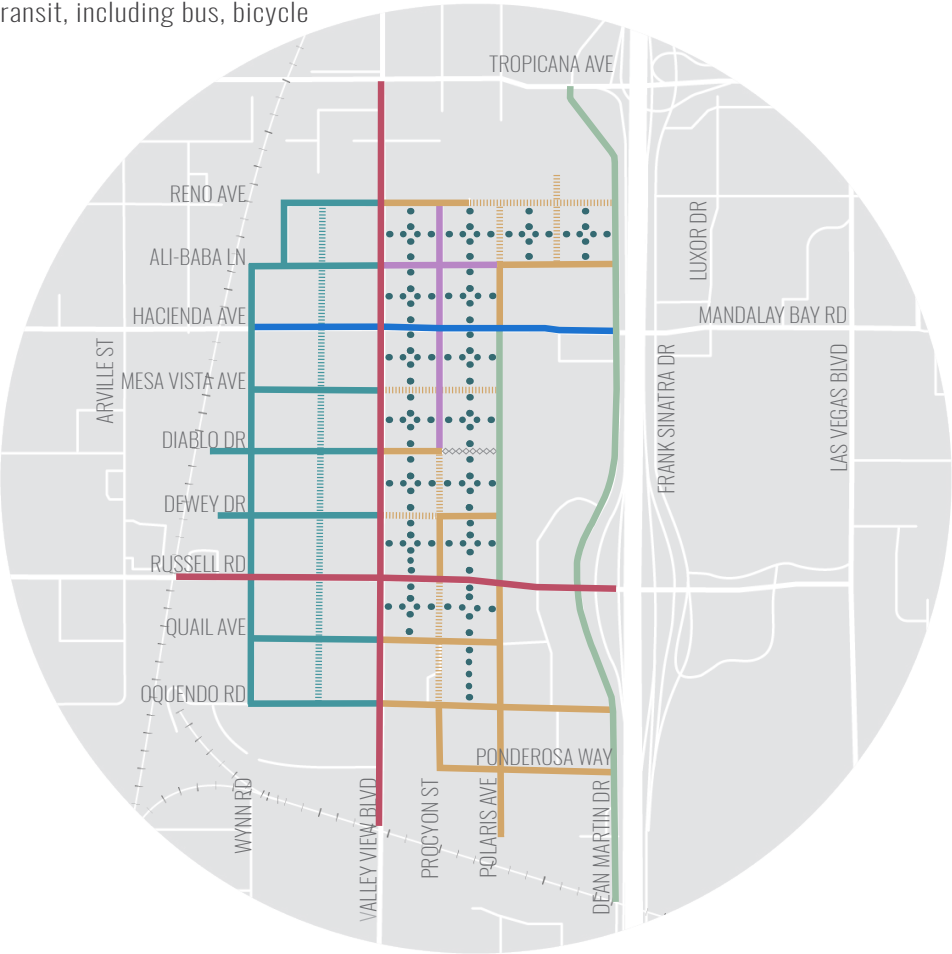 ransit, including bus, bicycle
TROPICANA AVE
RENO AVE
LUXOR DR
ALI-BABA LN
HACIENDA AVE
MANDALAY BAY RD
ARVILLE ST
MESA VISTA AVE
FRANK SINATRA DR
LAS VEGAS BLVD
DIABLO DR
DEWEY DR
RUSSELL RD
QUAIL AVE
OQUENDO RD
PONDEROSA WAY
WYNN RD
VALLEY VIEW BLVD
PROCYON ST
POLARIS AVE
DEAN MARTIN DR